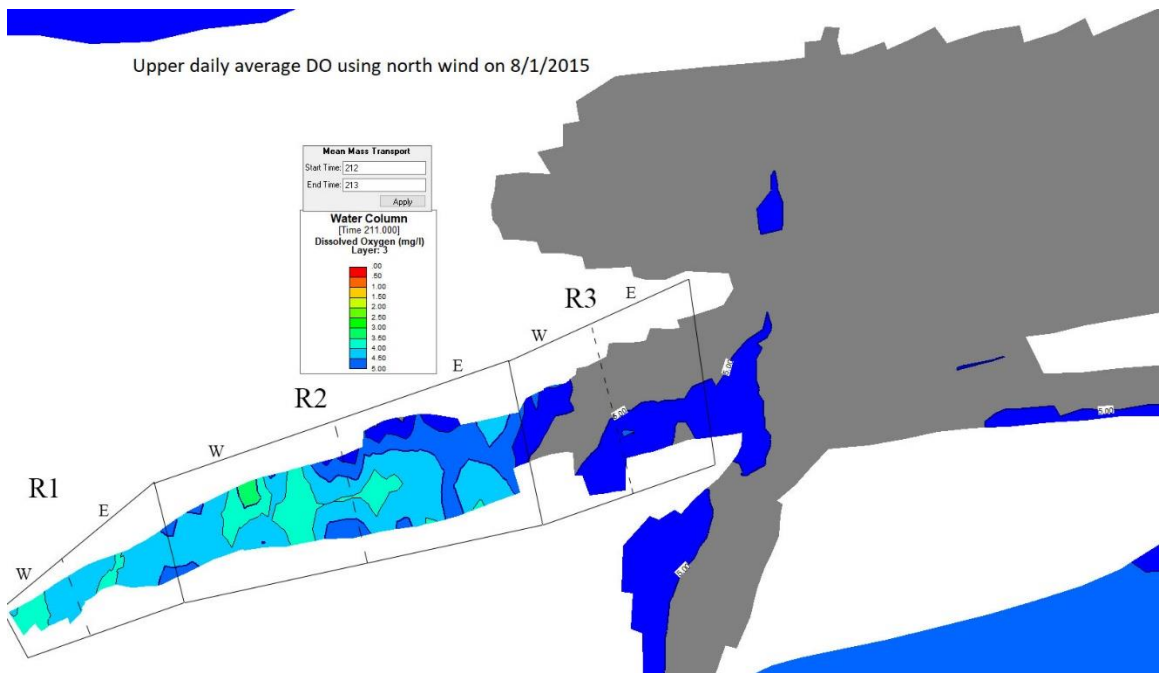 Upper daily average DO using north wind on 8/1/2015
Mean Mass Transport
Start Time: 212
End Time: 213
Apply
Water Column
[Time 211.000]
Dissolved Oxygen (mg/l)
Layer: 3
.00
.50
1.00
1.50
2.00
2.50
3.00
3.50
4.00
4.50
5.00
R3
E
W
R2
E
W
R1
E
W
5.00
5.00
5.00
5.00